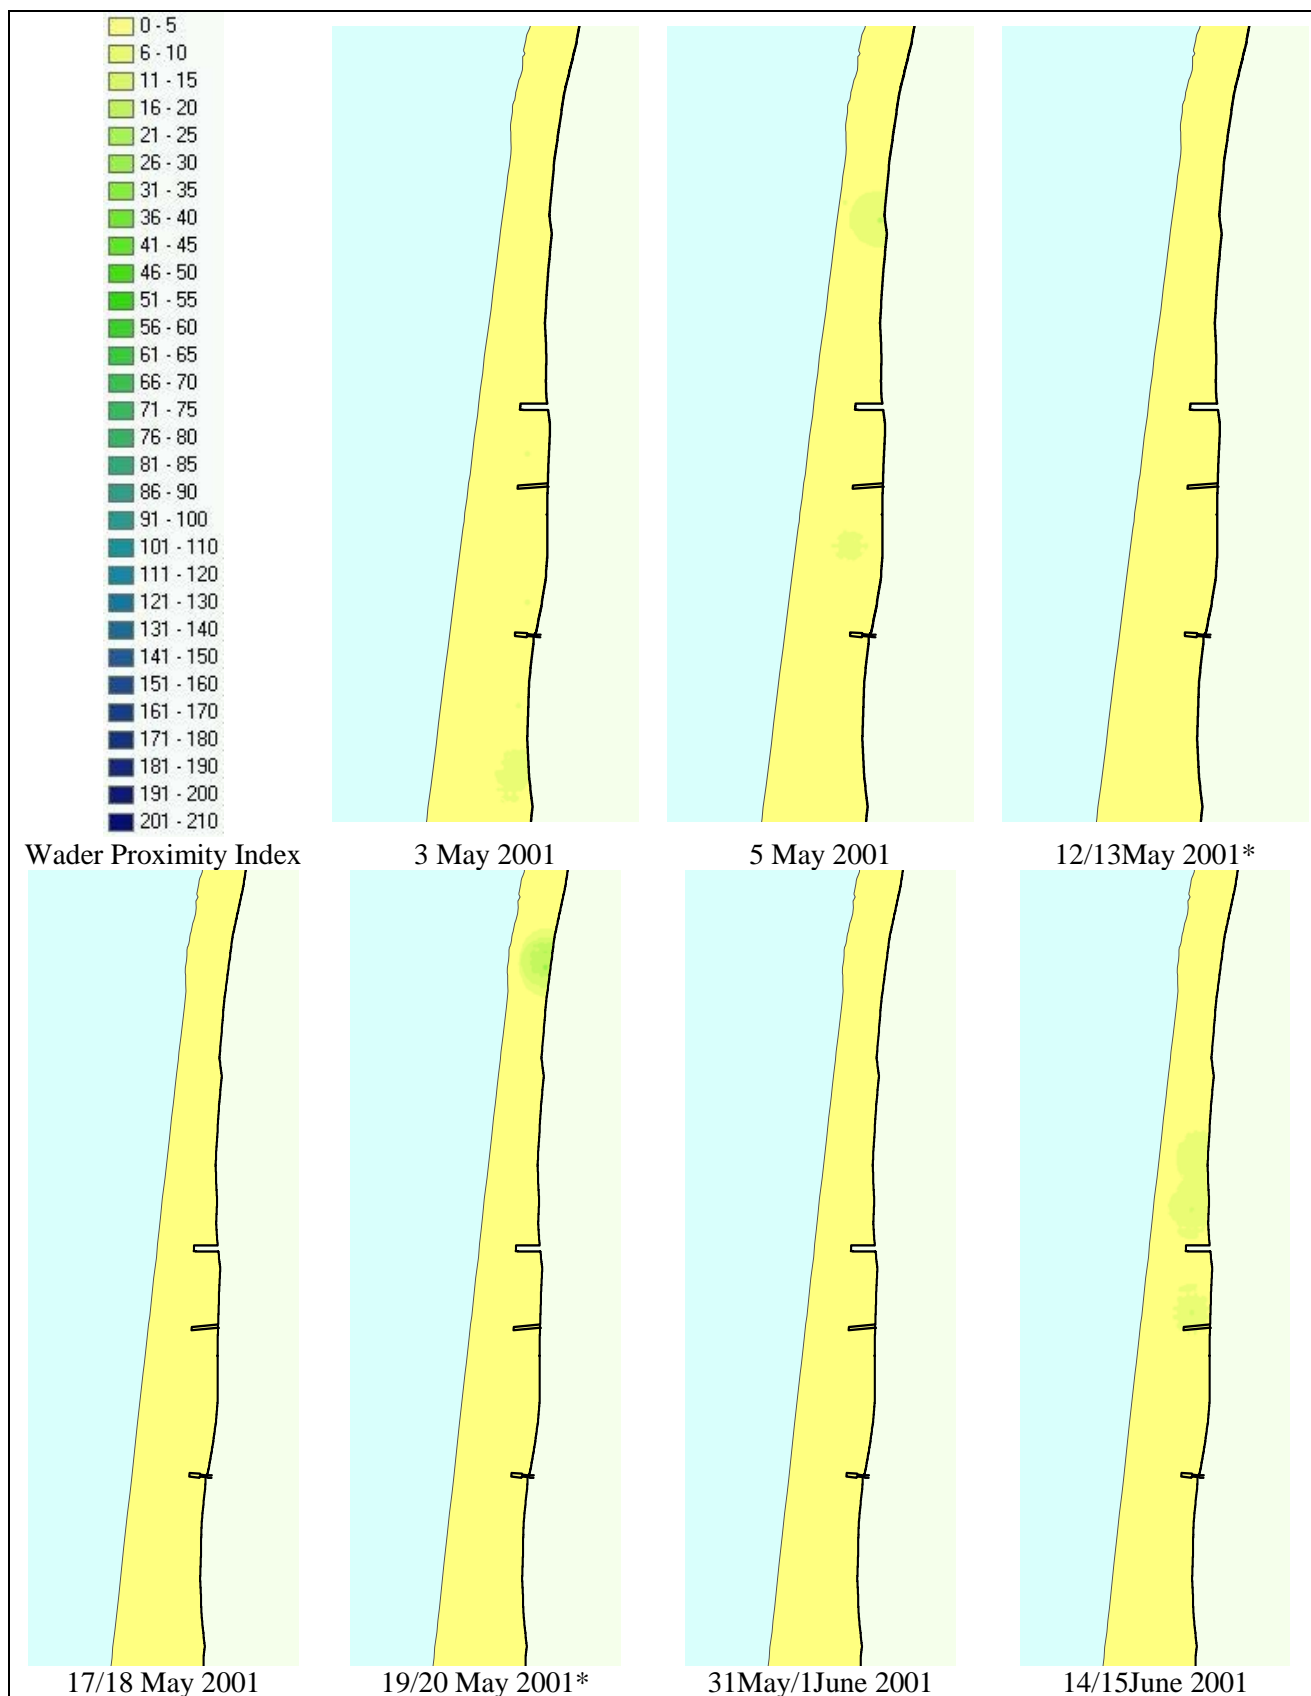 0 - 5
6 - 10
11 - 15
16 - 20
21 - 25
26 - 30
31 - 35
36 - 40
41 - 45
46 - 50
51 - 55
56 - 60
61 - 65
66 - 70
71 - 75
76 - 80
81 - 85
86 - 90
91 - 100
101 - 110
111 - 120
121 - 130
131 - 140
141 - 150
151 - 160
161 - 170
171 - 180
181 - 190
191 - 200
201 - 210
Wader Proximity Index
3 May 2001
5 May 2001
12/13May 2001*
17/18 May 2001
19/20 May 2001*
31May/1June 2001
14/15June 2001